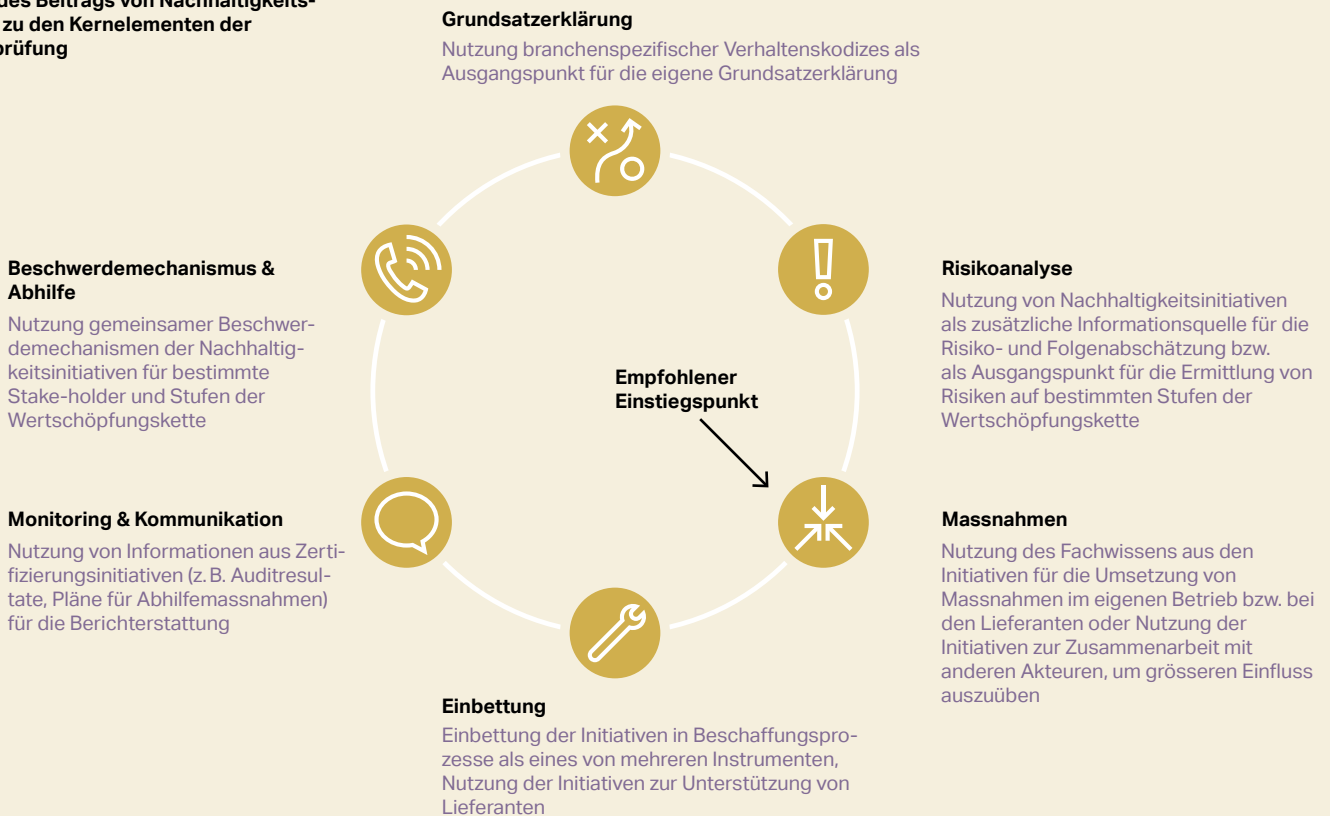 des Beitrags von Nachhaltigkeits-
zu den Kernelementen der
prüfung
Grundsatzerklärung
Nutzung branchenspezifischer Verhaltenskodizes als
Ausgangspunkt für die eigene Grundsatzerklärung
Beschwerdemechanismus &
Abhilfe
Nutzung gemeinsamer Beschwer-
demechanismen der Nachhaltig-
keitsinitiativen für bestimmte
Stake-holder und Stufen der
Wertschöpfungskette
Risikoanalyse
Nutzung von Nachhaltigkeitsinitiativen
als zusätzliche Informationsquelle für die
Risiko- und Folgenabschätzung bzw.
als Ausgangspunkt für die Ermittlung von
Risiken auf bestimmten Stufen der
Wertschöpfungskette
Empfohlener
Einstiegspunkt
Monitoring & Kommunikation
Nutzung von Informationen aus Zerti-
fizierungsinitiativen (z. B. Auditresul-
tate, Pläne für Abhilfemassnahmen)
für die Berichterstattung
Massnahmen
Nutzung des Fachwissens aus den
Initiativen für die Umsetzung von
Massnahmen im eigenen Betrieb bzw. bei
den Lieferanten oder Nutzung der
Initiativen zur Zusammenarbeit mit
anderen Akteuren, um grösseren Einfluss
auszuüben
Einbettung
Einbettung der Initiativen in Beschaffungspro-
zesse als eines von mehreren Instrumenten,
Nutzung der Initiativen zur Unterstützung von
Lieferanten